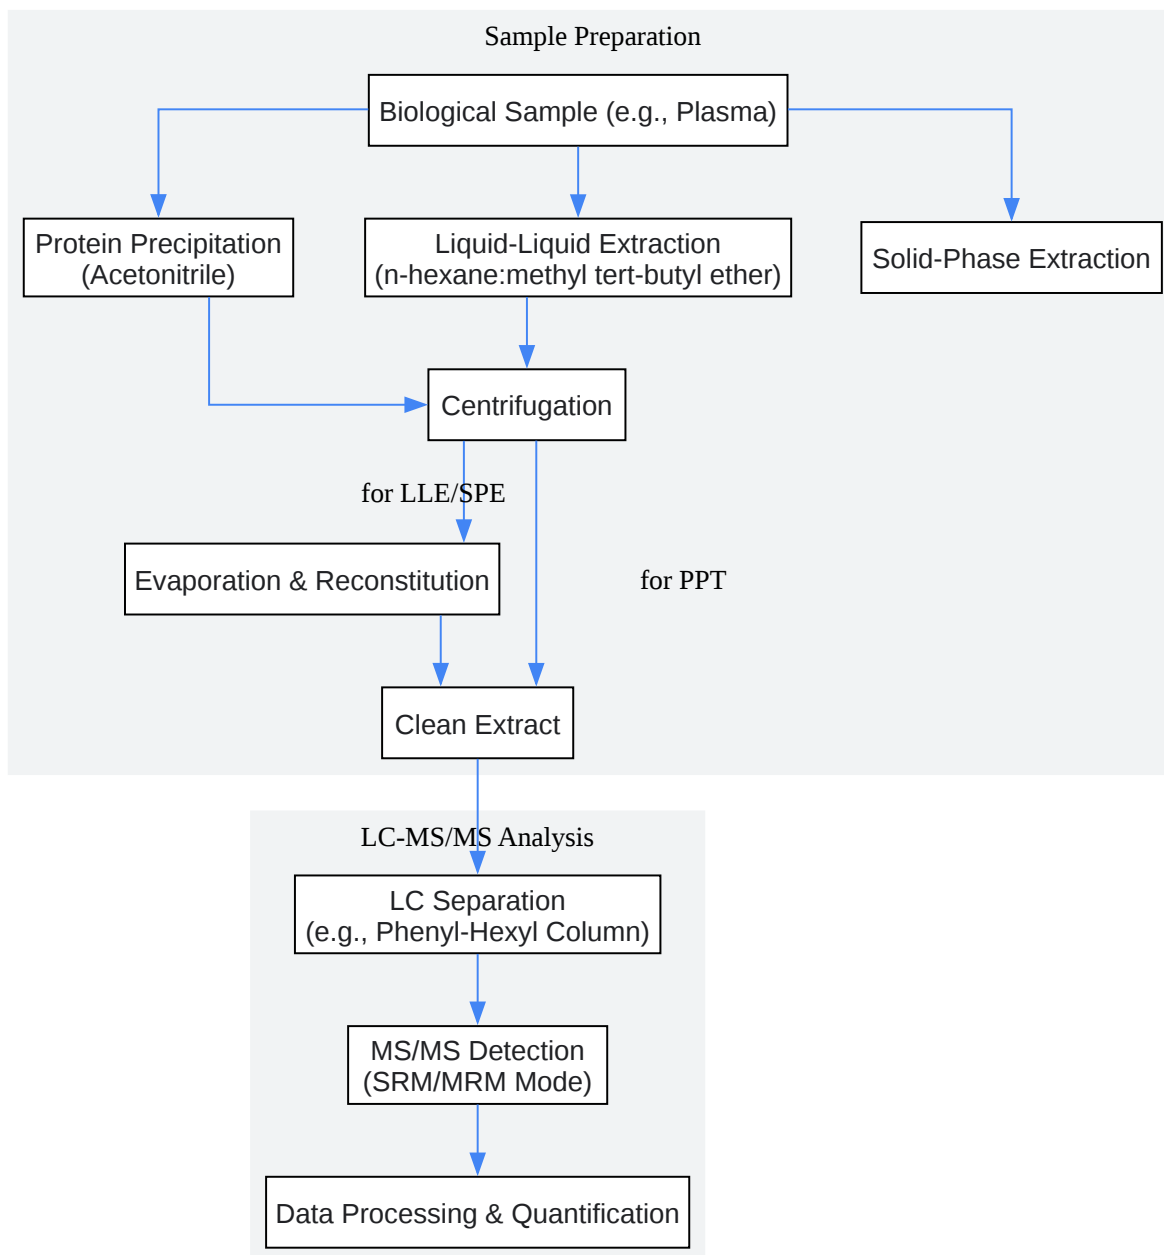 Sample Preparation
Biological Sample (e.g., Plasma)
Protein Precipitation
(Acetonitrile)
Liquid-Liquid Extraction
(n-hexane:methyl tert-butyl ether)
Solid-Phase Extraction
Centrifugation
for LLE/SPE
Evaporation & Reconstitution
for PPT
Clean Extract
LC-MS/MS Analysis
LC Separation
(e.g., Phenyl-Hexyl Column)
MS/MS Detection
(SRM/MRM Mode)
Data Processing & Quantification